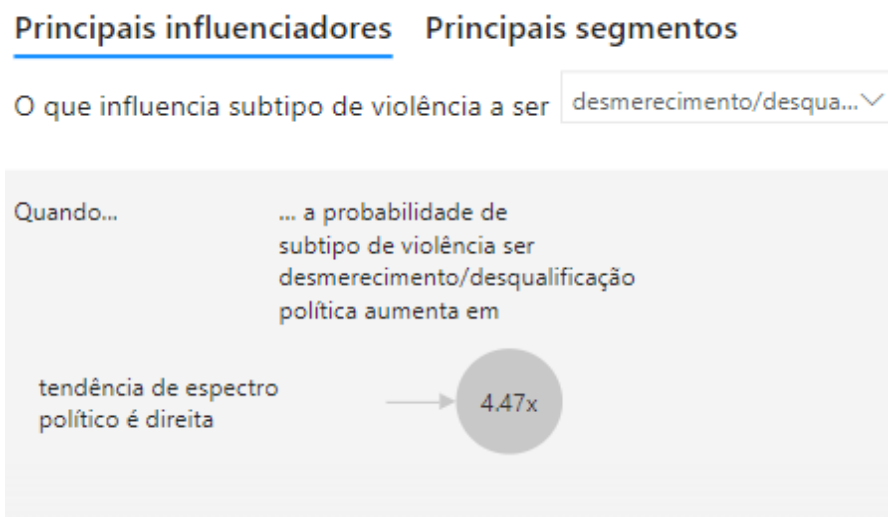 Principais influenciadores Principais segmentos
O que influencia subtipo de violência a ser desmerecimento/desqua...
Quando...
... a probabilidade de
subtipo de violência ser
desmerecimento/desqualificação
política aumenta em
tendência de espectro
político é direita
4.47x